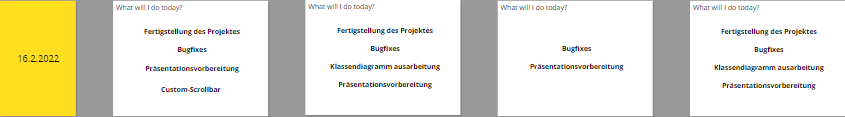 16.2.2022
What will I do today?
Fertigstellung des Projektes
Bugfixes
Präsentationsvorbereitung
Custom-Scrollbar
What will I do today?
Fertigstellung des Projektes
Bugfixes
Klassendiagramm ausarbeitung
Präsentationsvorbereitung
What will I do today?
Bugfixes
Präsentationsvorbereitung
What will I do today?
Fertigstellung des Projektes
Bugfixes
Klassendiagramm ausarbeitung
Präsentationsvorbereitung